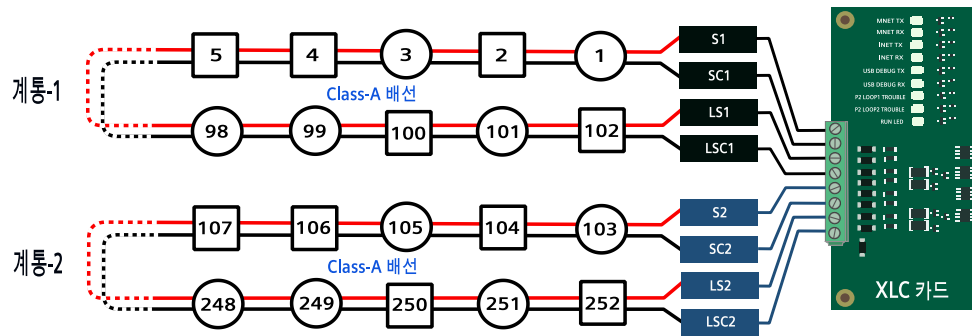 계통-1
5 4 3 2 1
Class-A 배선
98 99 100 101 102
S1
SC1
LS1
LSC1
계통-2
107 106 105 104 103
Class-A 배선
248 249 250 251 252
S2
SC2
LS2
LSC2
MNET TX
MNET RX
INET TX
INET RX
USB DEBUG TX
USB DEBUG RX
P2 LOOP1 TROUBLE
P2 LOOP2 TROUBLE
RUN LED
XLC 카드